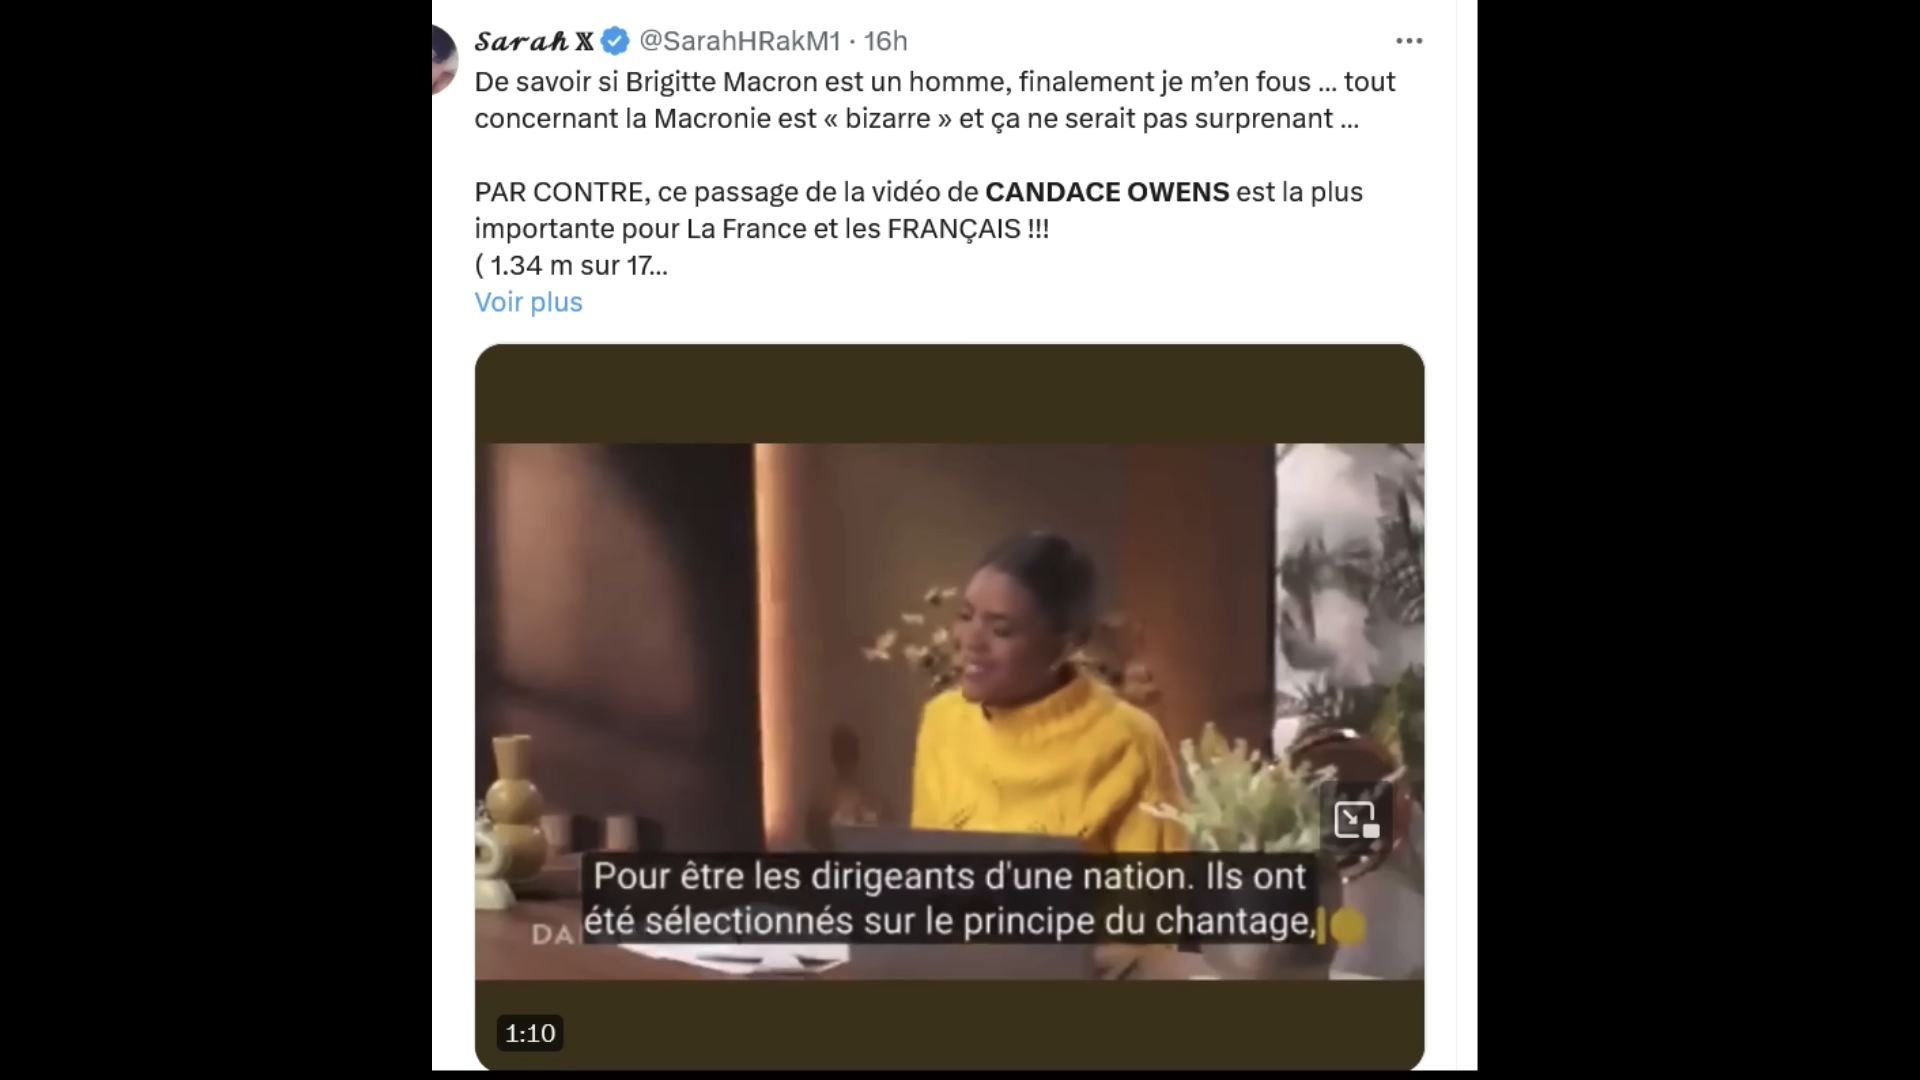 Sarah X @SarahHRakM1 · 16h
De savoir si Brigitte Macron est un homme, finalement je m’en fous ... tout
concernant la Macronie est « bizarre » et ça ne serait pas surprenant ...
PAR CONTRE, ce passage de la vidéo de CANDACE OWENS est la plus
importante pour La France et les FRANÇAIS !!!
( 1.34 m sur 17...
Voir plus
Pour être les dirigeants d'une nation. Ils ont
été sélectionnés sur le principe du chantage,
DA
1:10